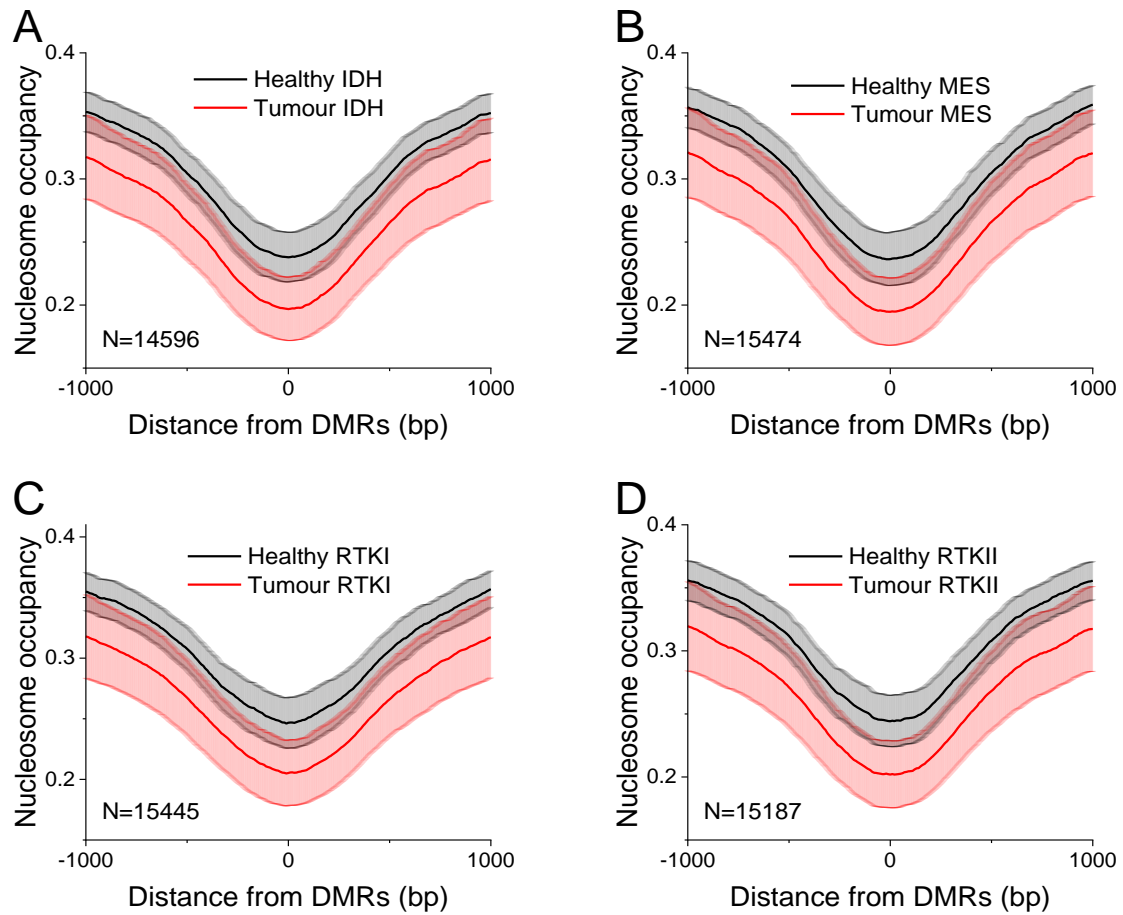 A
0.4
0.3
0.2
Nucleosome occupancy
Healthy IDH
Tumour IDH
N=14596
-1000
0
1000
Distance from DMRs (bp)
B
0.4
0.3
0.2
Nucleosome occupancy
Healthy MES
Tumour MES
N=15474
-1000
0
1000
Distance from DMRs (bp)
C
0.4
0.3
0.2
Nucleosome occupancy
Healthy RTKI
Tumour RTKI
N=15445
-1000
0
1000
Distance from DMRs (bp)
D
0.4
0.3
0.2
Nucleosome occupancy
Healthy RTKII
Tumour RTKII
N=15187
-1000
0
1000
Distance from DMRs (bp)